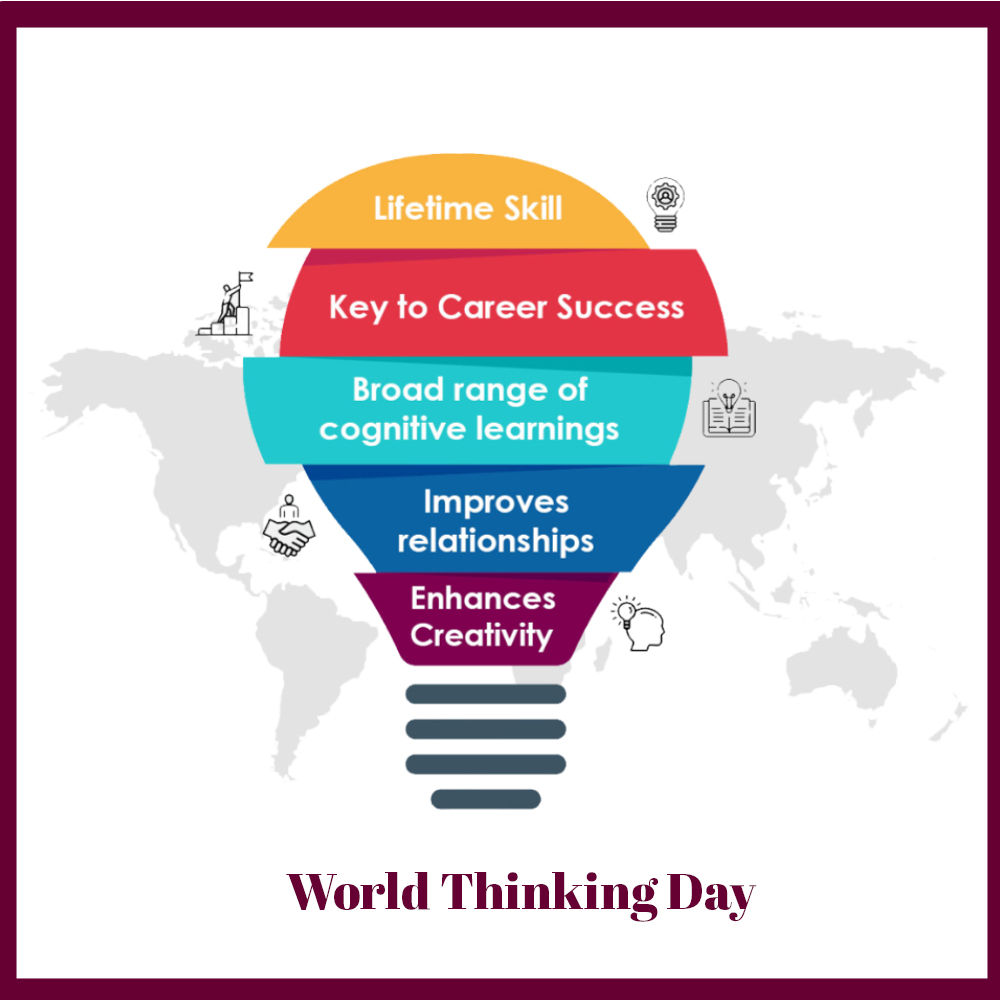 Lifetime Skill
Key to Career Success
Broad range of
cognitive learnings
Improves
relationships
Enhances
Creativity
World Thinking Day